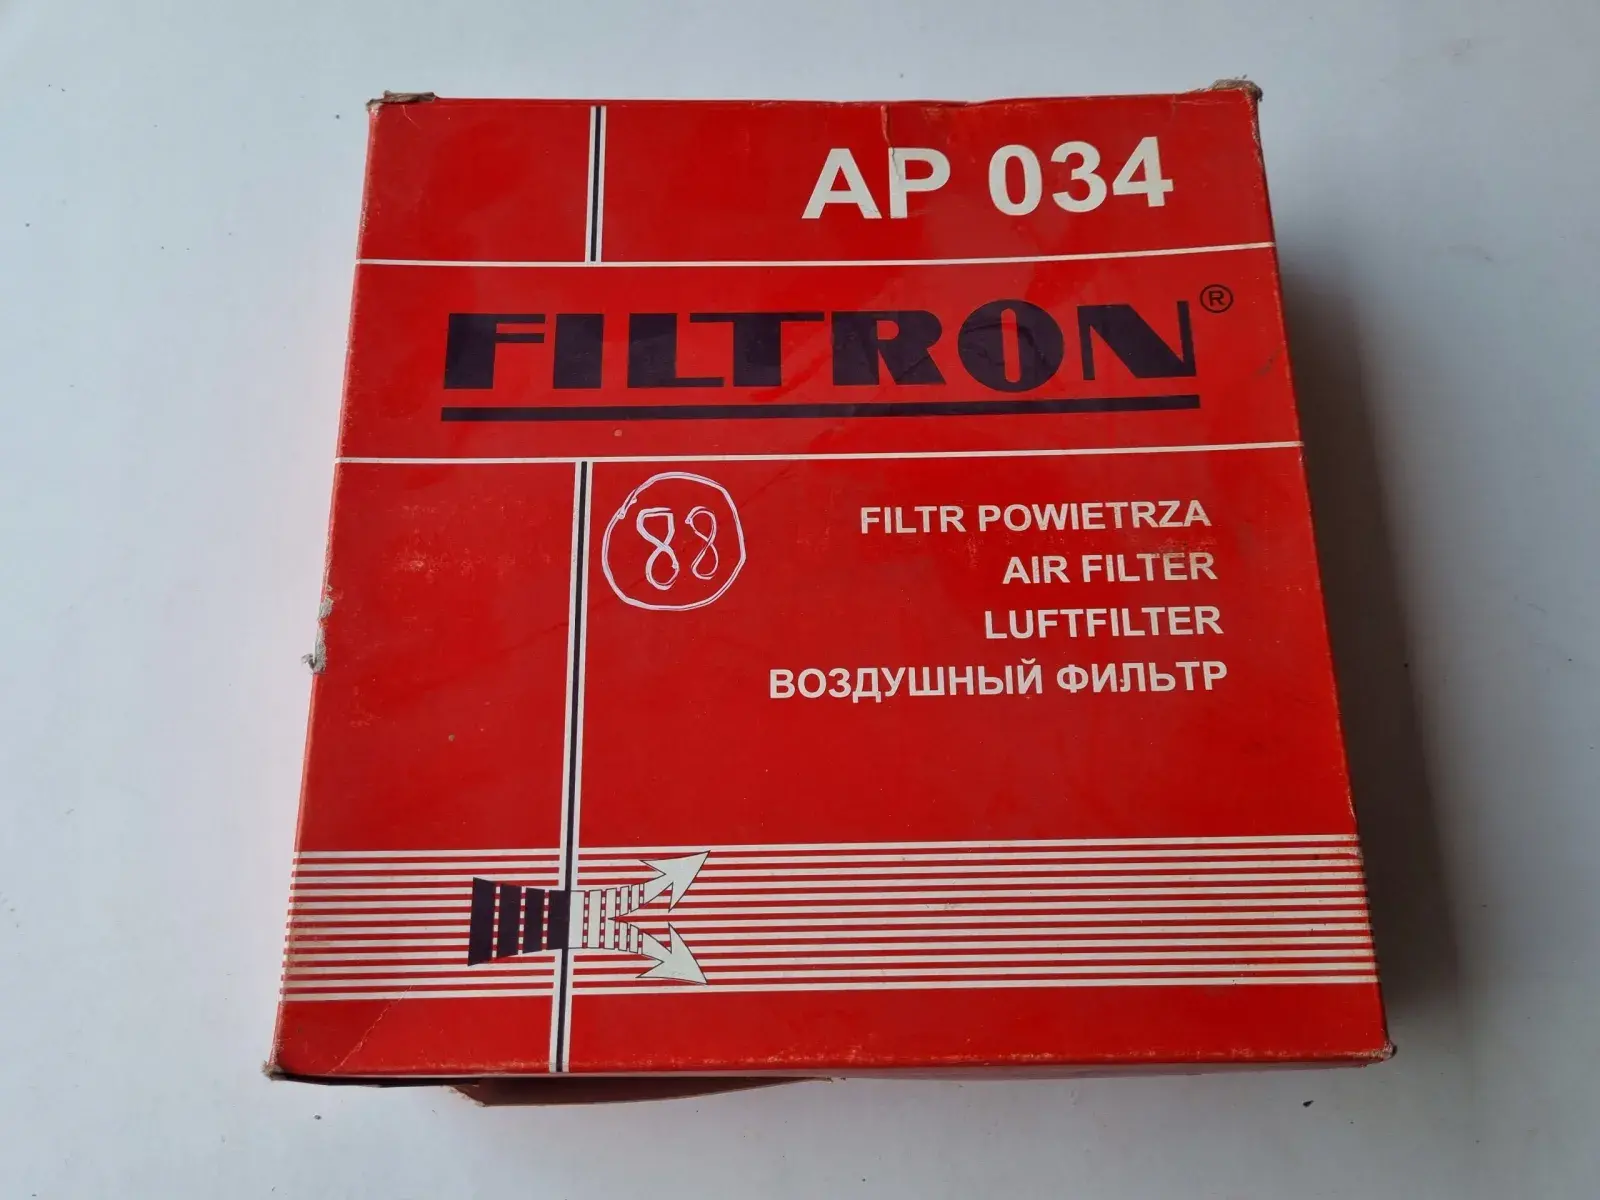 AP 034
FILTRON®
88
FILTR POWIETRZA
AIR FILTER
LUFTFILTER
ВОЗДУШНЫЙ ФИЛЬТР